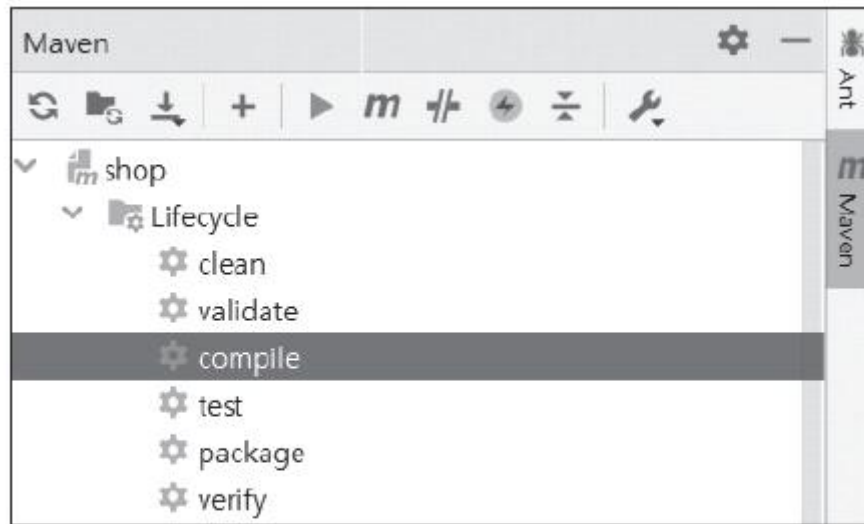 Maven
Ant
m
shop
m
Lifecycle
Maven
clean
validate
compile
test
package
verify